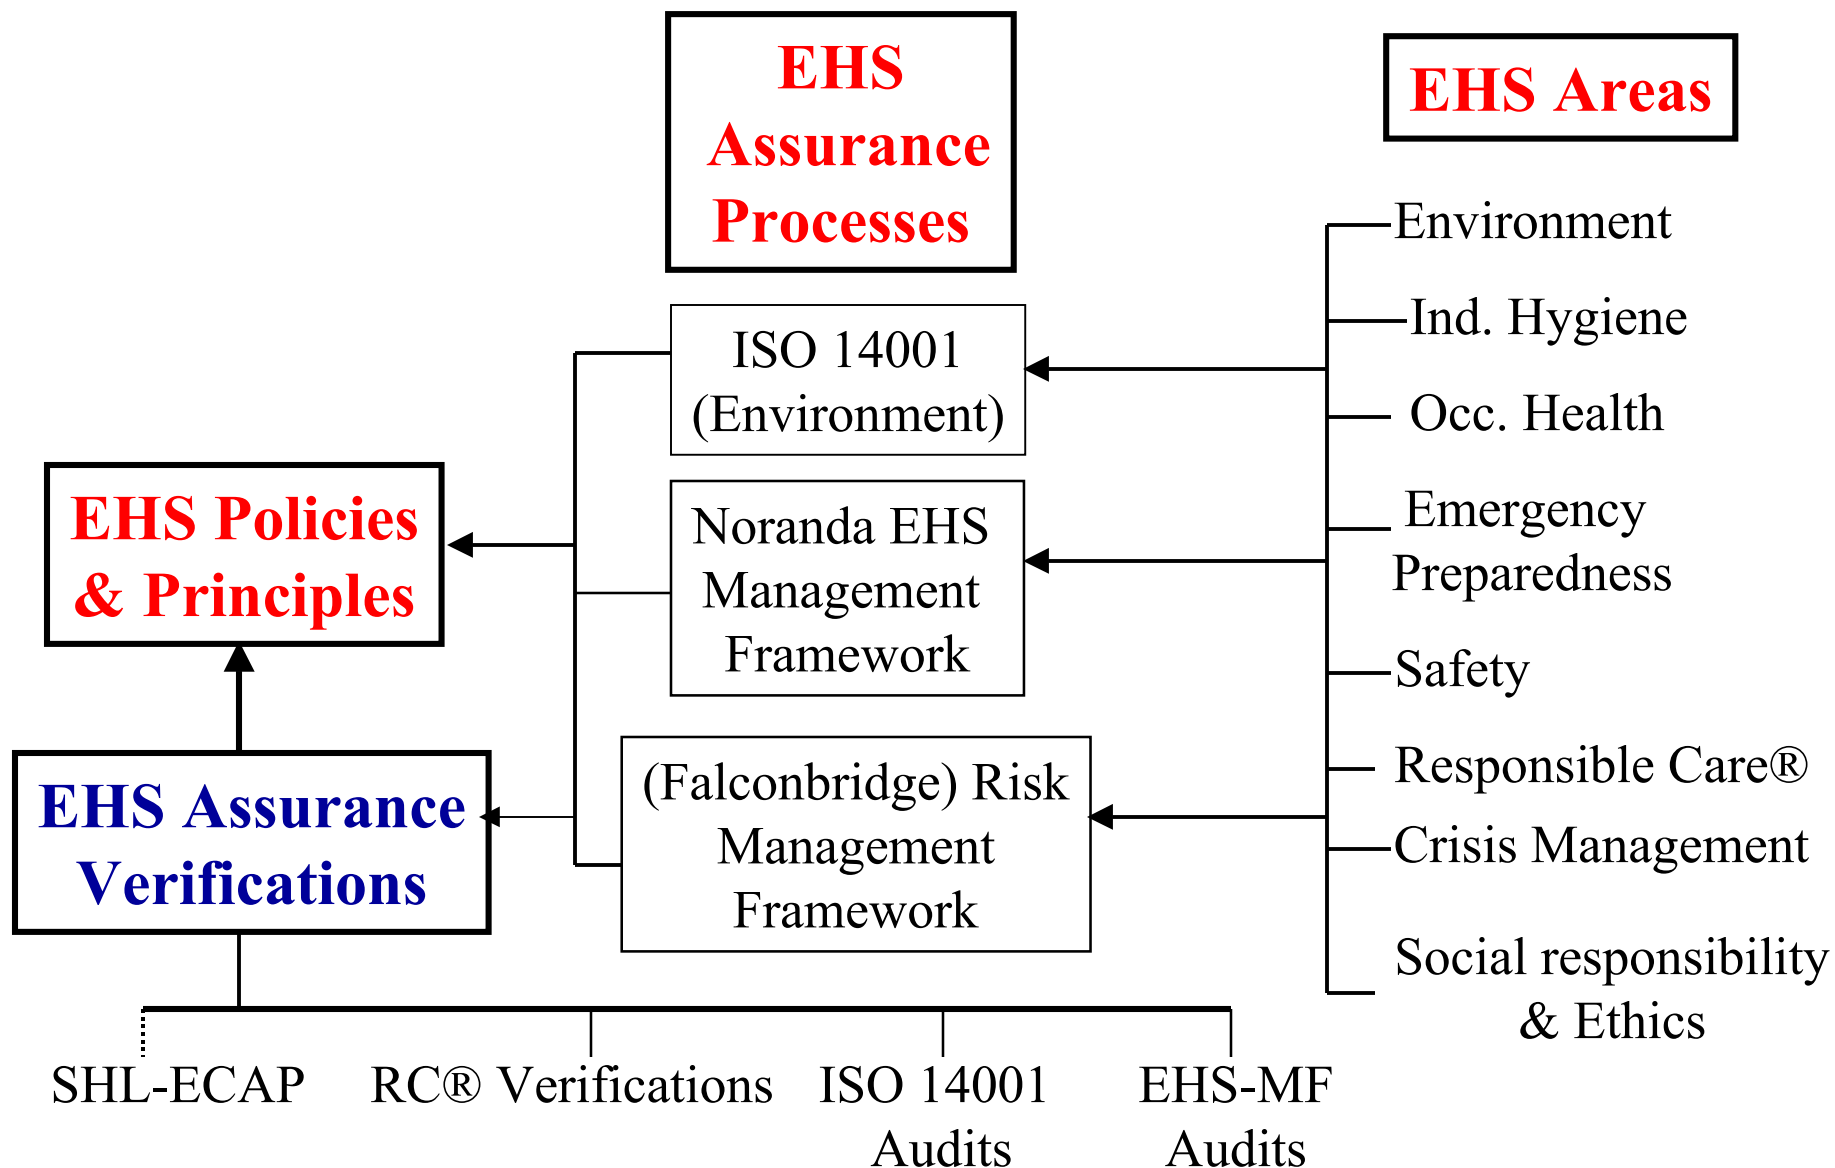 EHS
Assurance
Processes
EHS Areas
Environment
Ind. Hygiene
Occ. Health
Emergency
Preparedness
Safety
Responsible Care®
Crisis Management
Social responsibility
& Ethics
ISO 14001
(Environment)
Noranda EHS
Management
Framework
(Falconbridge) Risk
Management
Framework
EHS Policies
& Principles
EHS Assurance
Verifications
SHL-ECAP
RC® Verifications
ISO 14001
Audits
EHS-MF
Audits